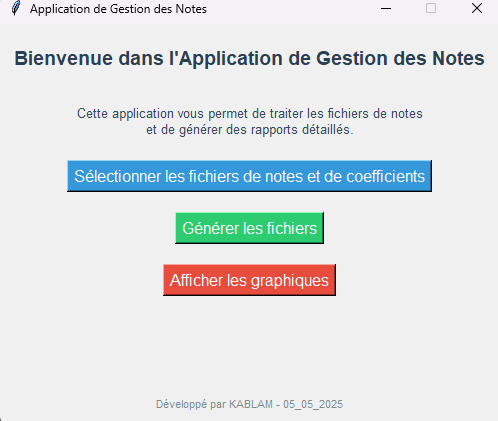 Application de Gestion des Notes
Bienvenue dans l'Application de Gestion des Notes
Cette application vous permet de traiter les fichiers de notes
et de générer des rapports détaillés.
Sélectionner les fichiers de notes et de coefficients
Générer les fichiers
Afficher les graphiques
Développé par KABLAM - 05_05_2025